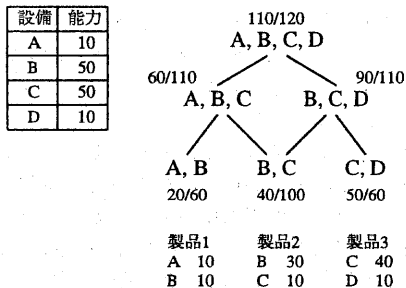 設備 能力
A 10
B 50
C 50
D 10
110/120
A, B, C, D
60/110 90/110
A, B, C B, C, D
A, B B, C C, D
20/60 40/100 50/60
製品1 製品2 製品3
A 10 B 30 C 40
B 10 C 10 D 10